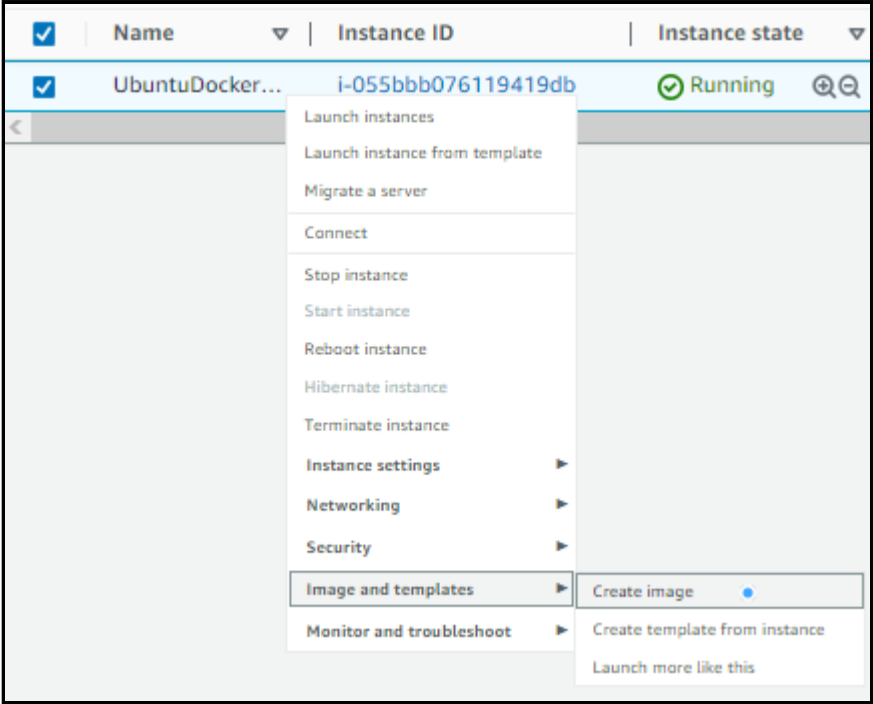 Name Instance ID Instance state
UbuntuDocker... i-055bbb076119419db Running
Launch instances
Launch instance from template
Migrate a server
Connect
Stop instance
Start instance
Reboot instance
Hibernate instance
Terminate instance
Instance settings
Networking
Security
Image and templates
Create image
Monitor and troubleshoot
Create template from instance
Launch more like this